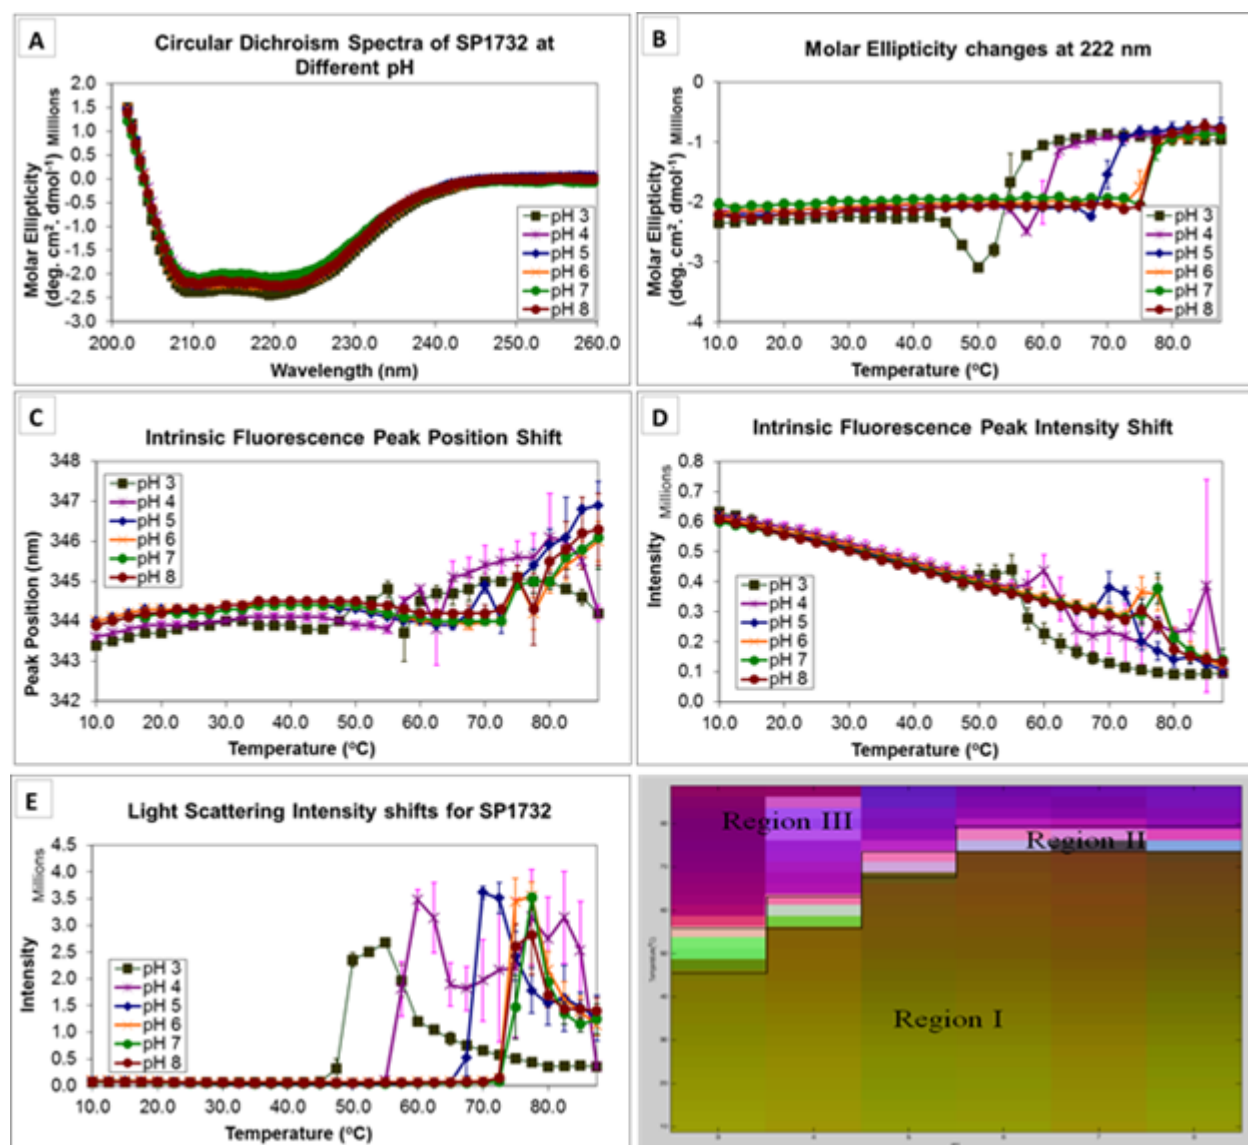 A
Circular Dichroism Spectra of SP1732 at
Different pH
Molar Ellipticity
(deg. cm². dmol⁻¹) Millions
2.0
1.5
1.0
0.5
0.0
-0.5
-1.0
-1.5
-2.0
-2.5
-3.0
pH 3
pH 4
pH 5
pH 6
pH 7
pH 8
200.0 210.0 220.0 230.0 240.0 250.0 260.0
Wavelength (nm)
B
Molar Ellipticity changes at 222 nm
Molar Ellipticity
(deg. cm². dmol⁻¹) Millions
0
-1
-2
-3
-4
pH 3
pH 4
pH 5
pH 6
pH 7
pH 8
10.0 20.0 30.0 40.0 50.0 60.0 70.0 80.0
Temperature (°C)
C
Intrinsic Fluorescence Peak Position Shift
Peak Position (nm)
348
347
346
345
344
343
342
pH 3
pH 4
pH 5
pH 6
pH 7
pH 8
10.0 20.0 30.0 40.0 50.0 60.0 70.0 80.0
Temperature (°C)
D
Intrinsic Fluorescence Peak Intensity Shift
Intensity
Millions
0.8
0.7
0.6
0.5
0.4
0.3
0.2
0.1
0.0
pH 3
pH 4
pH 5
pH 6
pH 7
pH 8
10.0 20.0 30.0 40.0 50.0 60.0 70.0 80.0
Temperature (°C)
E
Light Scattering Intensity shifts for SP1732
Intensity
Millions
4.5
4.0
3.5
3.0
2.5
2.0
1.5
1.0
0.5
0.0
pH 3
pH 4
pH 5
pH 6
pH 7
pH 8
10.0 20.0 30.0 40.0 50.0 60.0 70.0 80.0
Temperature (°C)
Region III
Region II
Region I